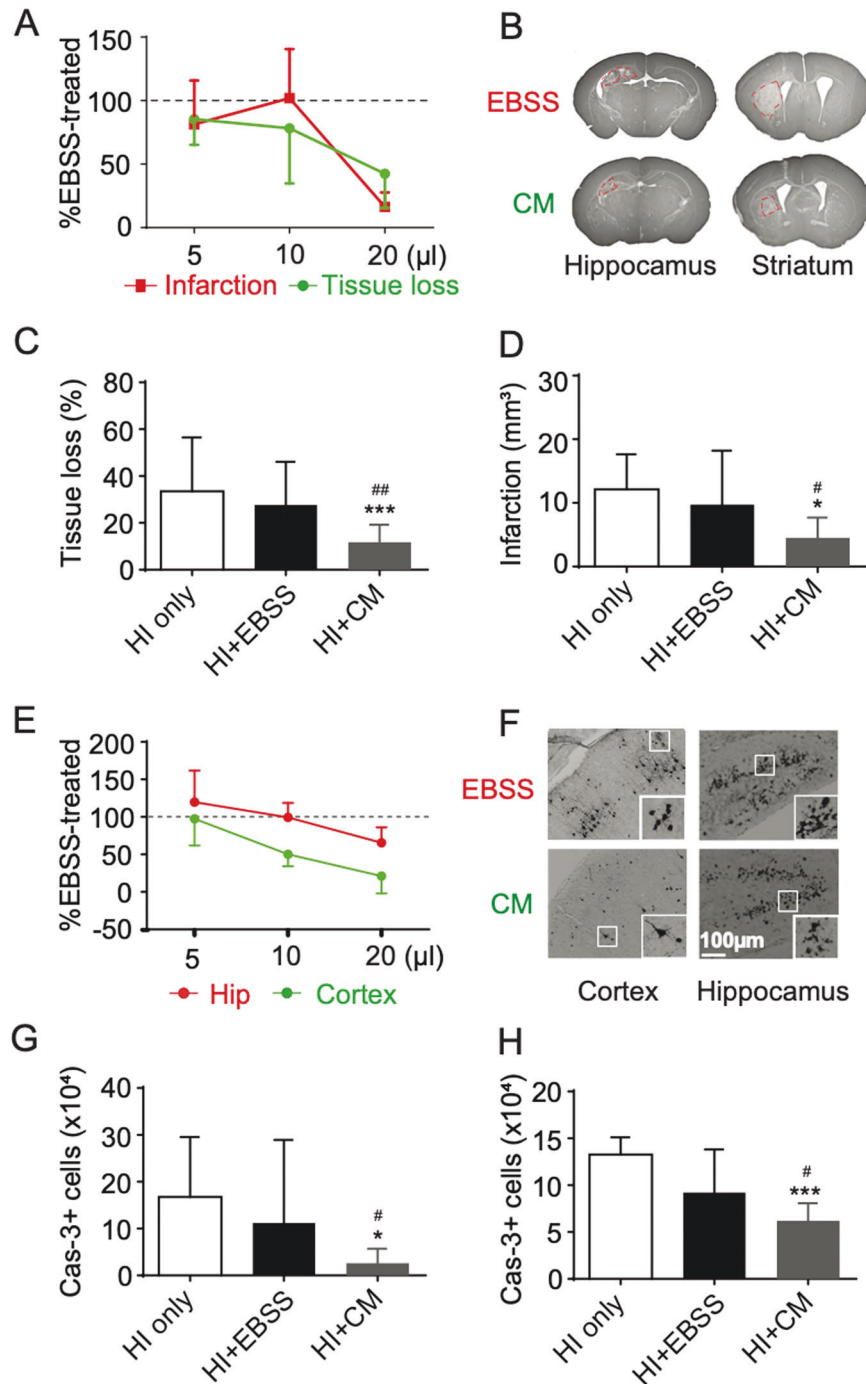 A
%EBSS-treated
150
100
50
0
5 10 20 (µl)
Infarction Tissue loss
B
EBSS
CM
Hippocamus Striatum
C
Tissue loss (%)
80
60
40
20
0
##
***
HI only HI+EBSS HI+CM
D
Infarction (mm³)
30
20
10
0
#
*
HI only HI+EBSS HI+CM
E
%EBSS-treated
200
150
100
50
0
-50
5 10 20 (µl)
Hip Cortex
F
EBSS
CM
100µm
Cortex Hippocamus
G
Cas-3+ cells (x10⁴)
40
30
20
10
0
#
*
HI only HI+EBSS HI+CM
H
Cas-3+ cells (x10⁴)
20
15
10
5
0
#
***
HI only HI+EBSS HI+CM